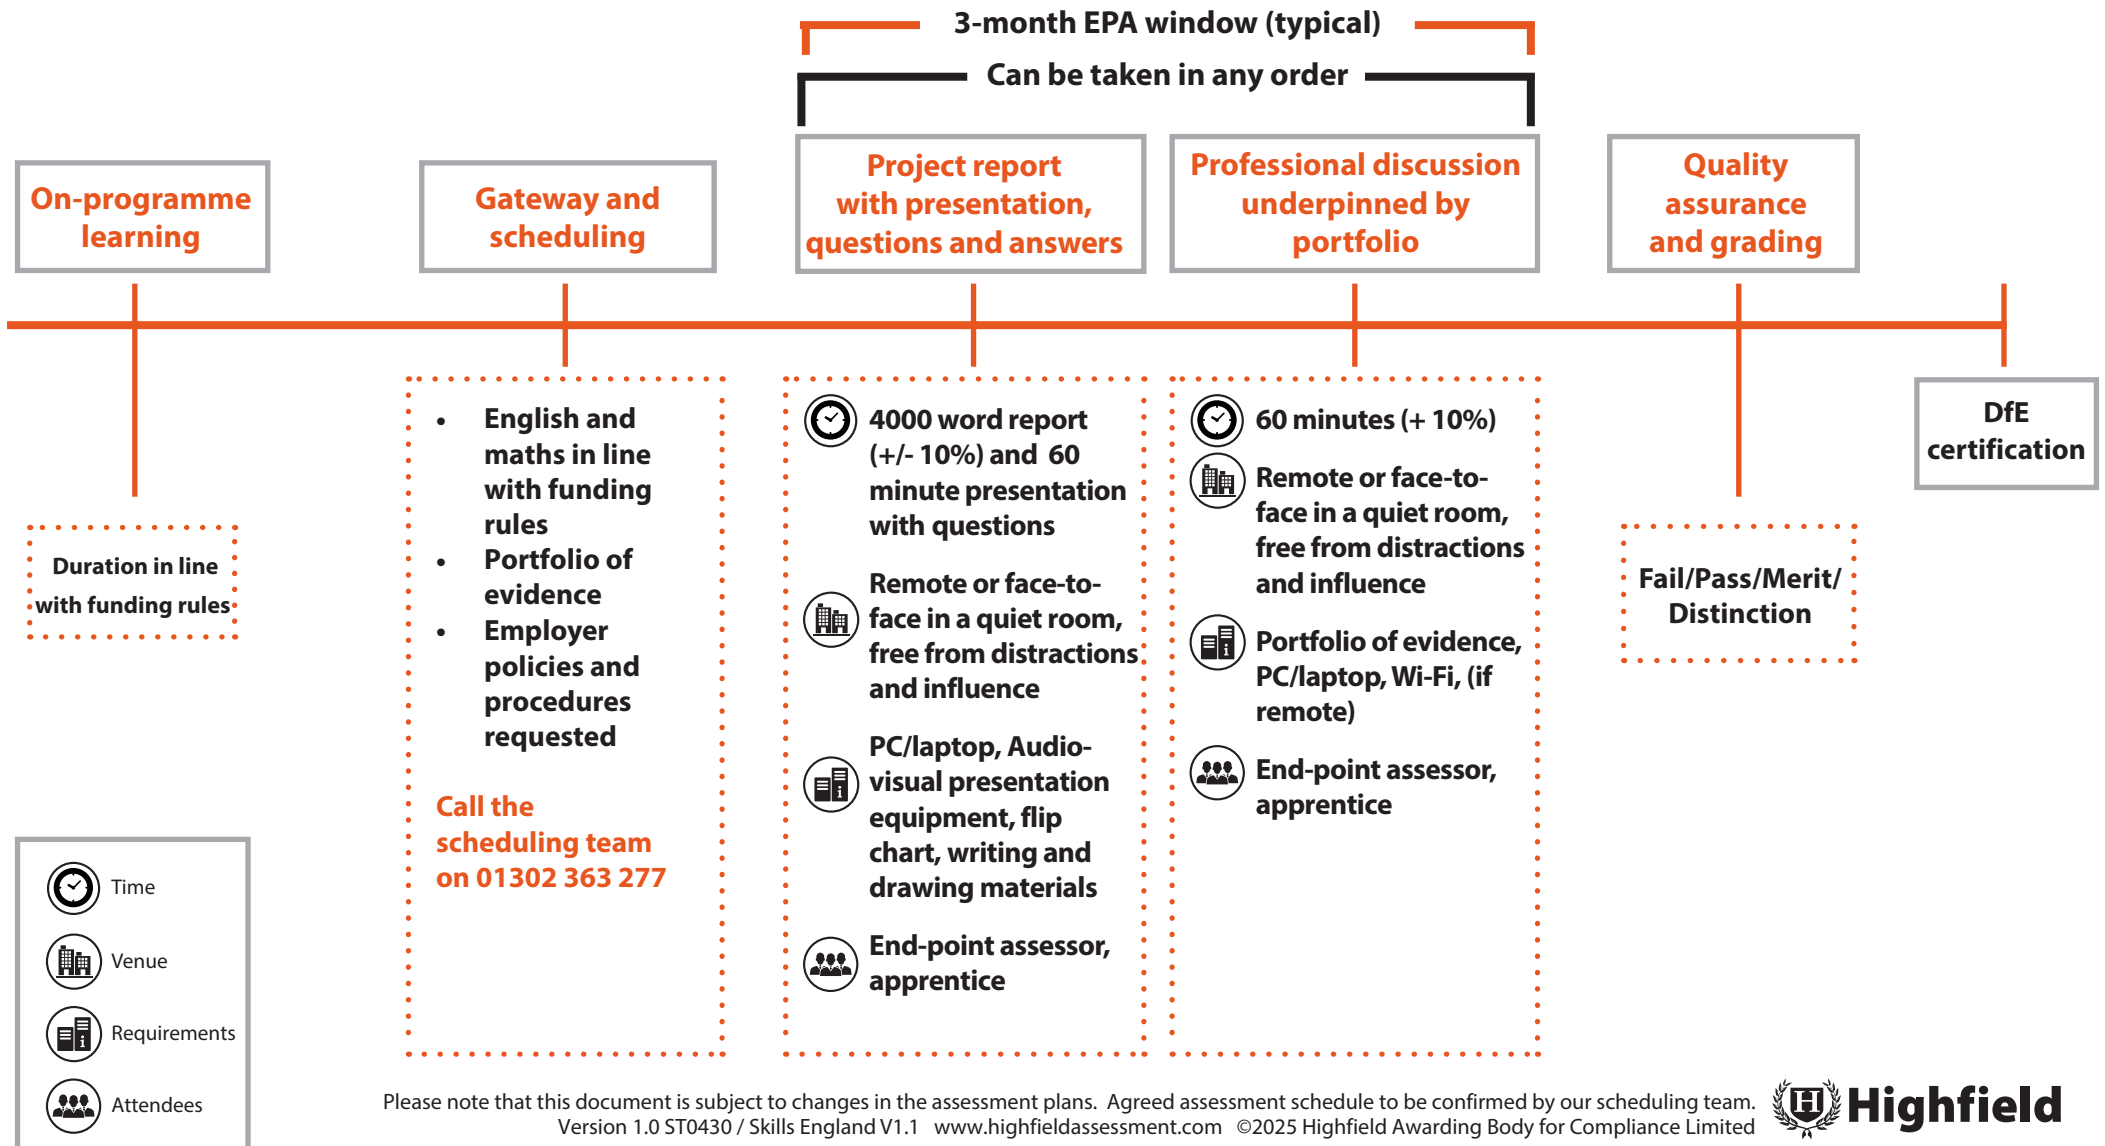 3-month EPA window (typical)
Can be taken in any order
On-programme
learning
Duration in line
with funding rules
Gateway and
scheduling
• English and
maths in line
with funding
rules
• Portfolio of
evidence
• Employer
policies and
procedures
requested
Call the
scheduling team
on 01302 363 277
Project report
with presentation,
questions and answers
4000 word report
(+/- 10%) and 60
minute presentation
with questions
Remote or face-to-
face in a quiet room,
free from distractions
and influence
PC/laptop, Audio-
visual presentation
equipment, flip
chart, writing and
drawing materials
End-point assessor,
apprentice
Professional discussion
underpinned by
portfolio
60 minutes (+ 10%)
Remote or face-to-
face in a quiet room,
free from distractions
and influence
Portfolio of evidence,
PC/laptop, Wi-Fi, (if
remote)
End-point assessor,
apprentice
Quality
assurance
and grading
Fail/Pass/Merit/
Distinction
DfE
certification
Time
Venue
Requirements
Attendees
Please note that this document is subject to changes in the assessment plans. Agreed assessment schedule to be confirmed by our scheduling team.
Version 1.0 ST0430 / Skills England V1.1 www.highfieldassessment.com ©2025 Highfield Awarding Body for Compliance Limited
H Highfield